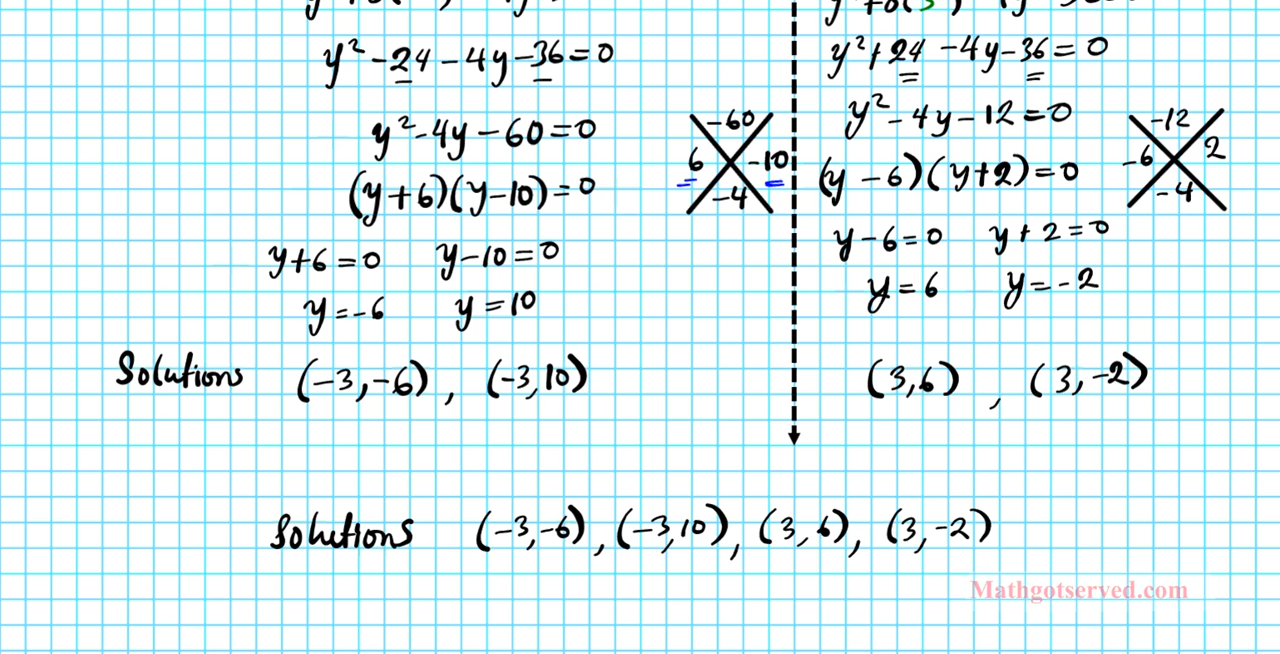 y² - 24 - 4y - 36 = 0
y² - 4y - 60 = 0
-60
6 -10
-4
(y + 6)(y - 10) = 0
y + 6 = 0 y - 10 = 0
y = -6 y = 10
Solutions (-3, -6), (-3, 10)
y² + 24 - 4y - 36 = 0
y² - 4y - 12 = 0
-12
-6 2
-4
(y - 6)(y + 2) = 0
y - 6 = 0 y + 2 = 0
y = 6 y = -2
(3, 6), (3, -2)
Solutions (-3, -6), (-3, 10), (3, 6), (3, -2)
Mathgotserved.com